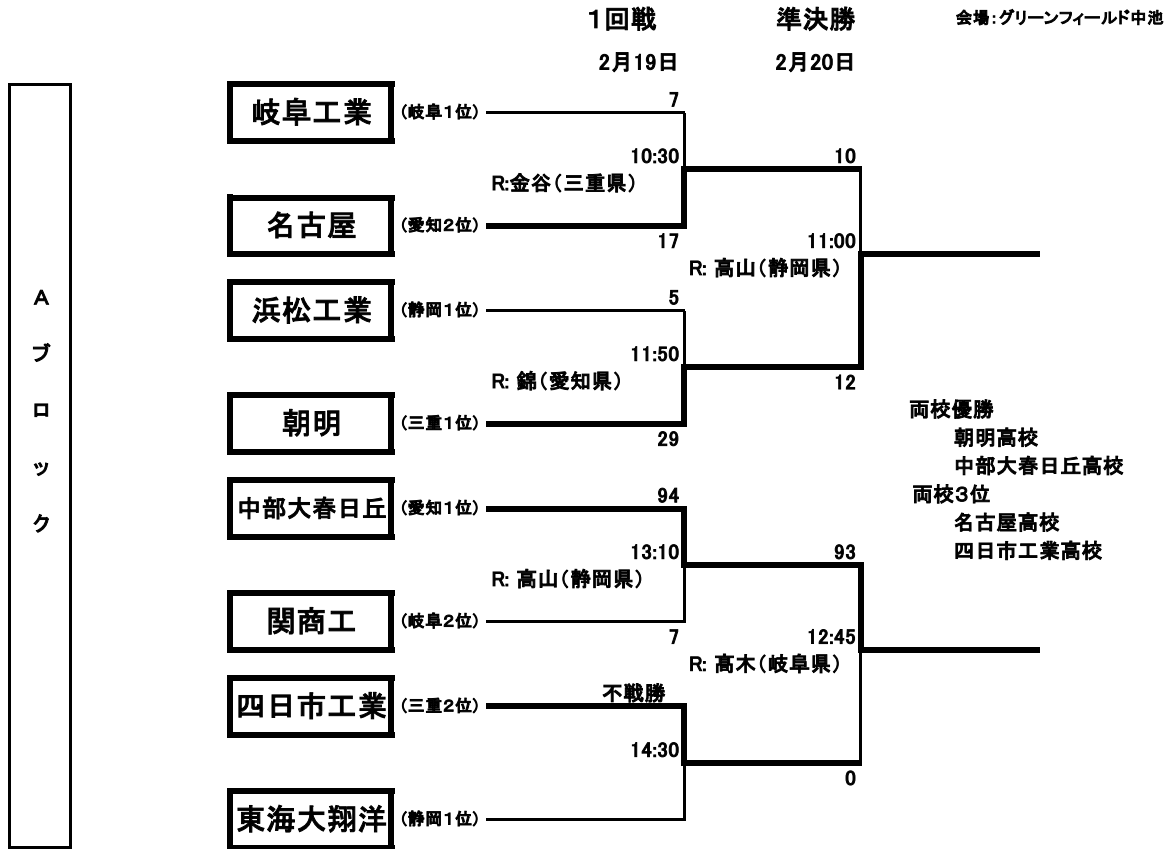 1回戦 準決勝 会場:グリーンフィールド中池
2月19日 2月20日
Aブロック
岐阜工業 (岐阜1位) 7
10:30 10
R:金谷(三重県)
名古屋 (愛知2位)
17 11:00
R: 高山(静岡県)
浜松工業 (静岡1位) 5
11:50
R: 錦(愛知県) 12
朝明 (三重1位)
29
両校優勝
朝明高校
中部大春日丘高校
両校3位
名古屋高校
四日市工業高校
中部大春日丘 (愛知1位) 94
13:10 93
R: 高山(静岡県)
関商工 (岐阜2位)
7 12:45
R: 高木(岐阜県)
四日市工業 (三重2位) 不戦勝
14:30
0
東海大翔洋 (静岡1位)